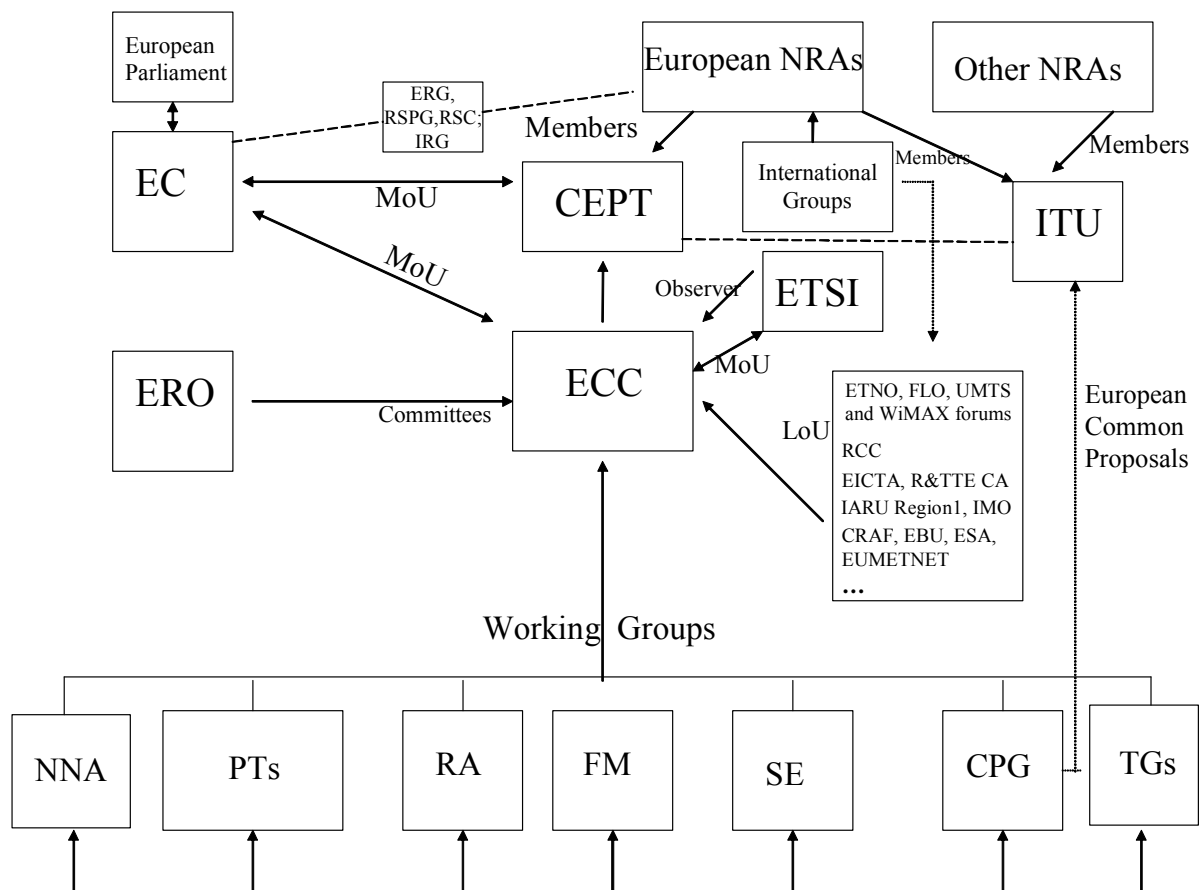 European
Parliament
European NRAs
Other NRAs
ERG,
RSPG,RSC;
IRG
Members
Members
Members
EC
MoU
CEPT
International
Groups
ITU
MoU
Observer
ETSI
ERO
Committees
ECC
MoU
LoU
ETNO, FLO, UMTS
and WiMAX forums
RCC
EICTA, R&TTE CA
IARU Region1, IMO
CRAF, EBU, ESA,
EUMETNET
...
European
Common
Proposals
Working Groups
NNA
PTs
RA
FM
SE
CPG
TGs